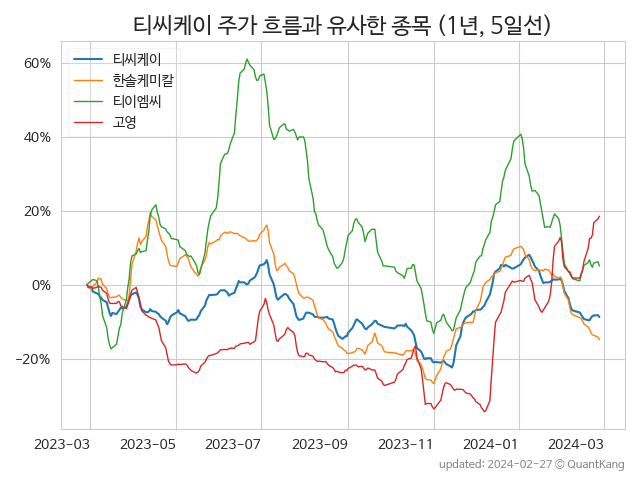 티씨케이 주가 흐름과 유사한 종목 (1년, 5일선)
티씨케이
한솔케미칼
티이엠씨
고영
60%
40%
20%
0%
−20%
2023-03 2023-05 2023-07 2023-09 2023-11 2024-01 2024-03
updated: 2024-02-27 © QuantKang